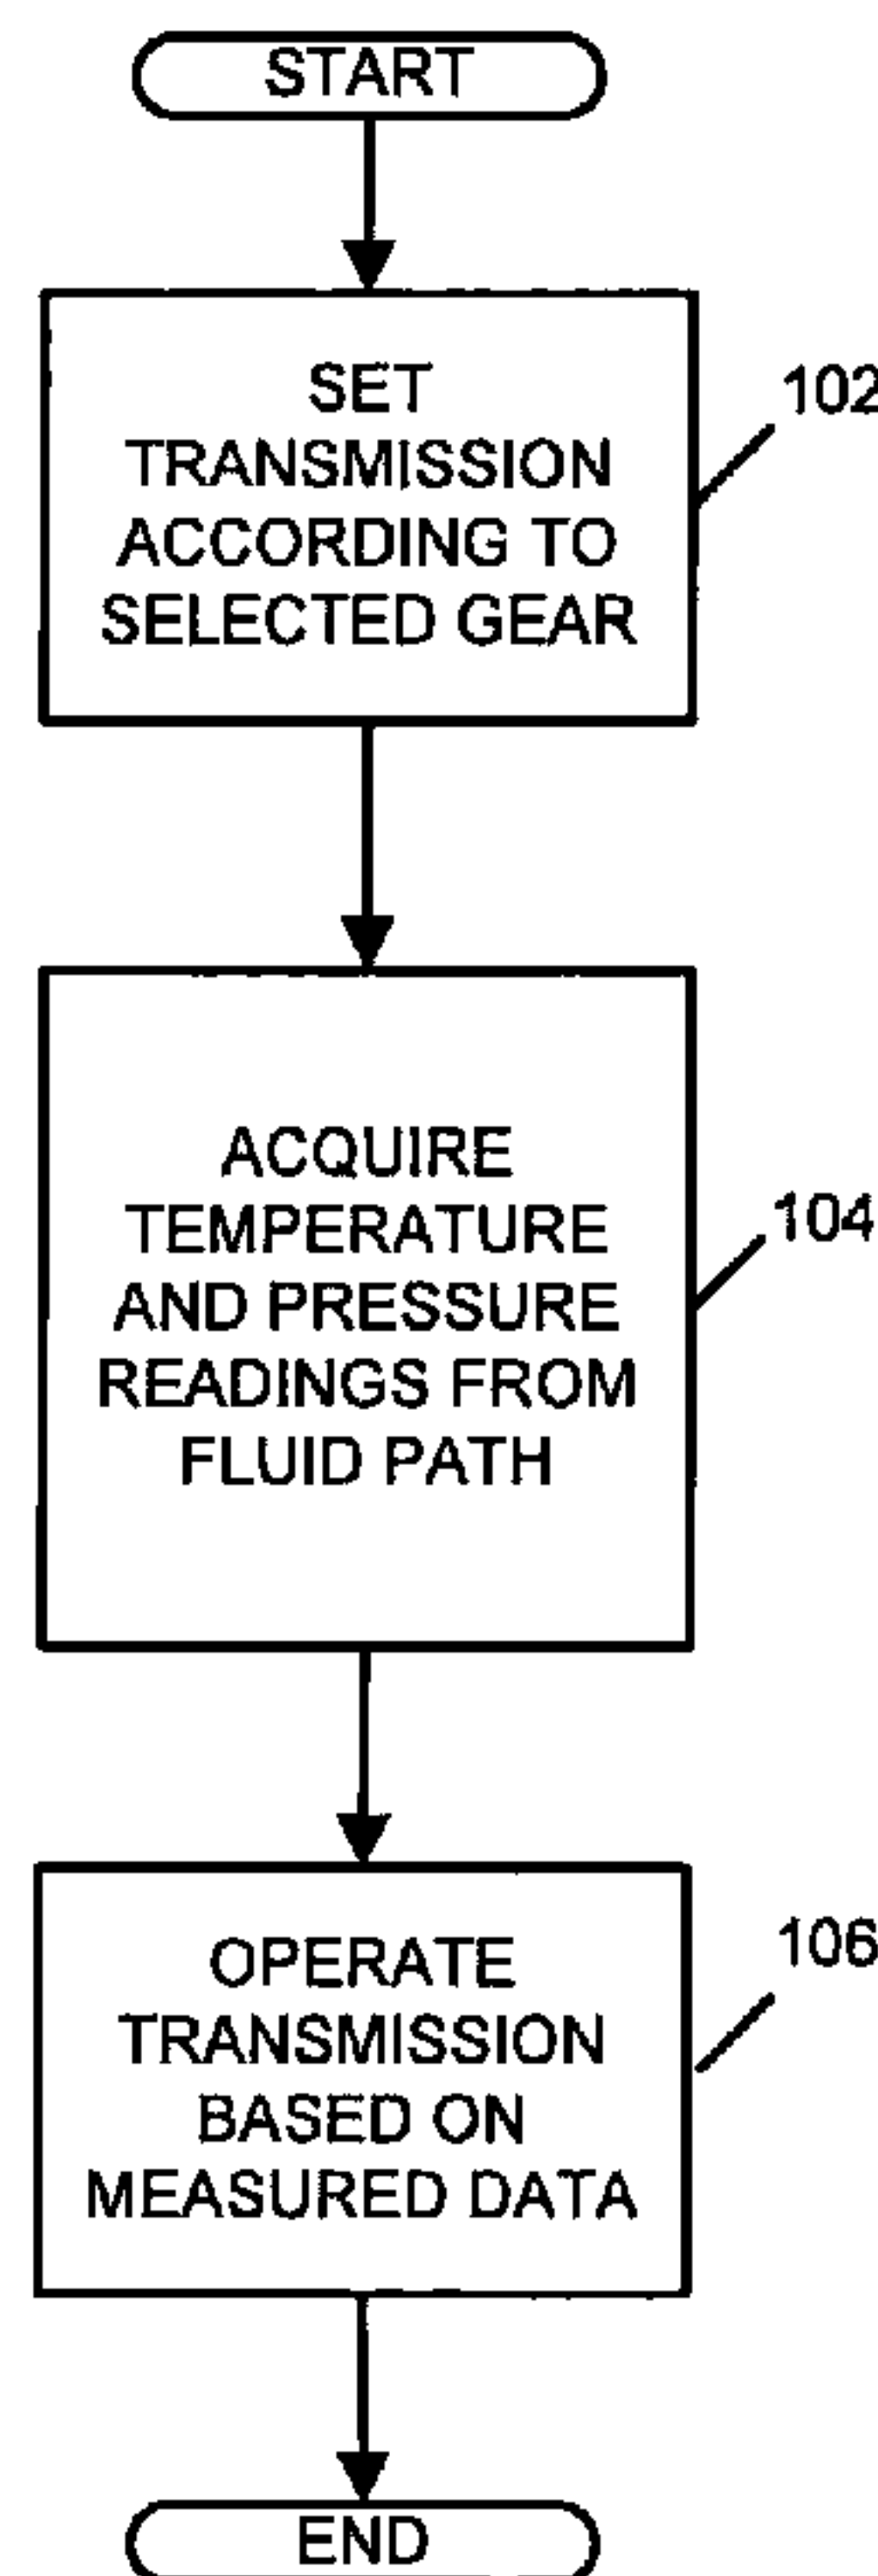 START
SET
TRANSMISSION
ACCORDING TO
SELECTED GEAR
102
ACQUIRE
TEMPERATURE
AND PRESSURE
READINGS FROM
FLUID PATH
104
OPERATE
TRANSMISSION
BASED ON
MEASURED DATA
106
END